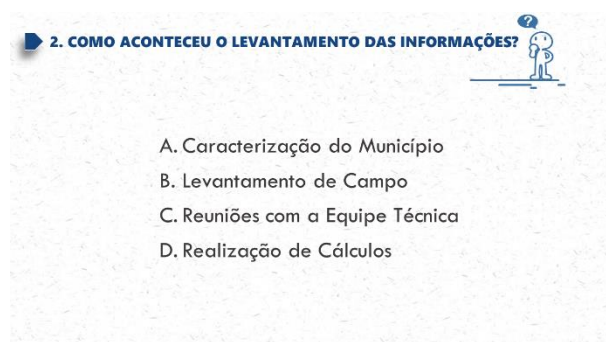 2. COMO ACONTECEU O LEVANTAMENTO DAS INFORMAÇÕES?
?
A. Caracterização do Município
B. Levantamento de Campo
C. Reuniões com a Equipe Técnica
D. Realização de Cálculos